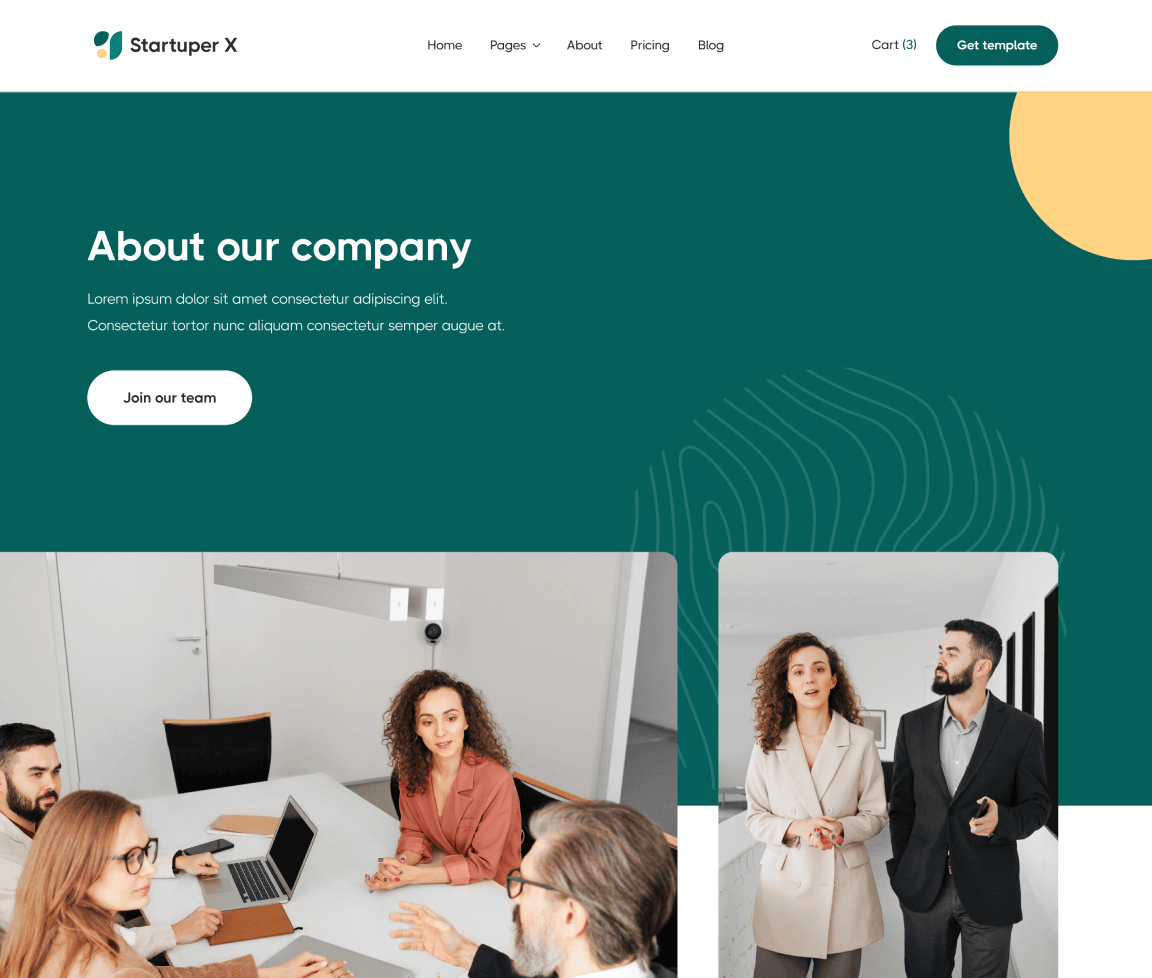 Startuper X
Home
Pages
About
Pricing
Blog
Cart (3)
Get template
About our company
Lorem ipsum dolor sit amet consectetur adipiscing elit.
Consectetur tortor nunc aliquam consectetur semper augue at.
Join our team